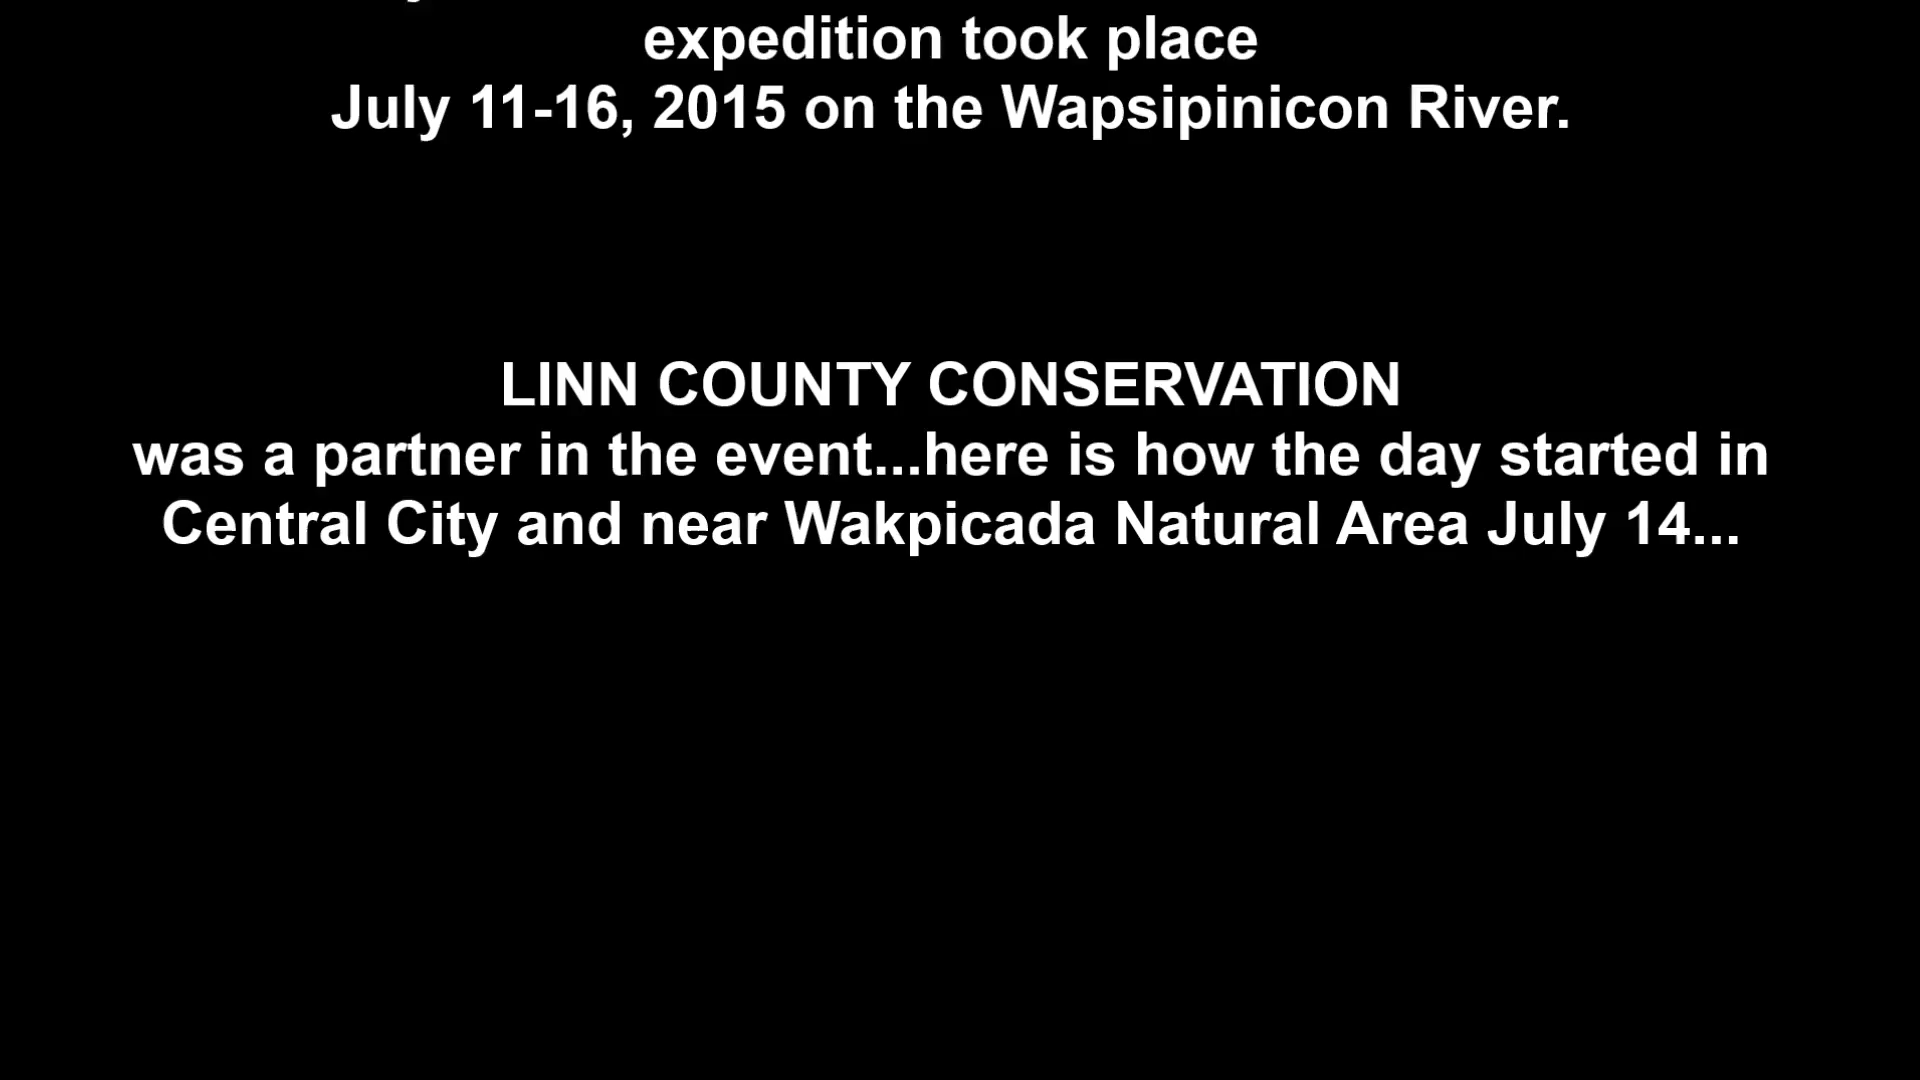 expedition took place
July 11-16, 2015 on the Wapsipinicon River.
LINN COUNTY CONSERVATION
was a partner in the event...here is how the day started in
Central City and near Wakpicada Natural Area July 14...